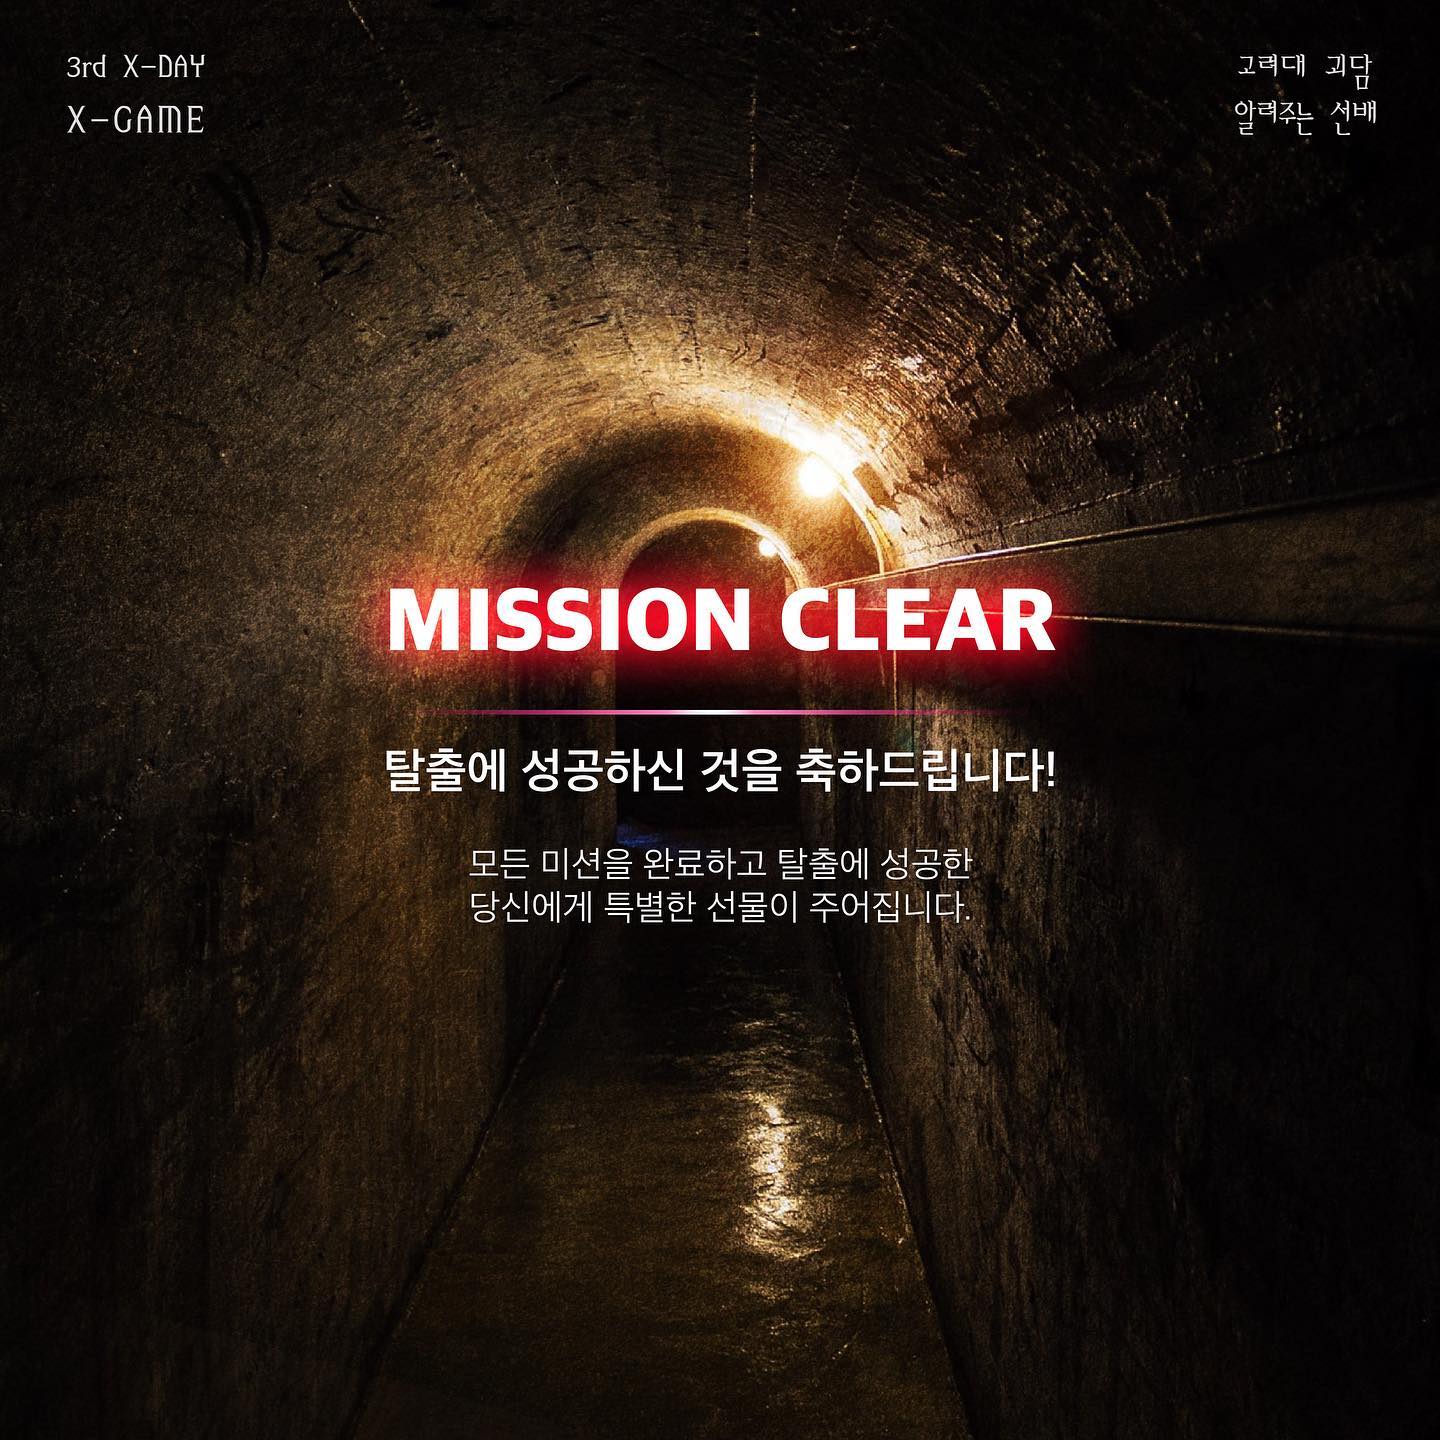 3rd X-DAY
X-GAME
고려대 괴담
알려주는 선배
MISSION CLEAR
탈출에 성공하신 것을 축하드립니다!
모든 미션을 완료하고 탈출에 성공한
당신에게 특별한 선물이 주어집니다.